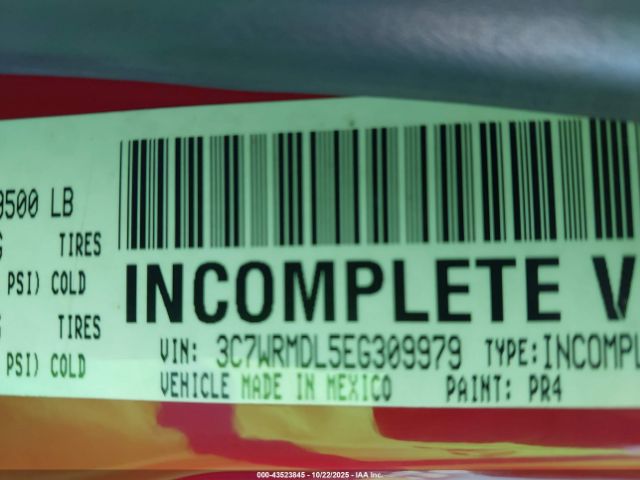 9500 LB
TIRES
PSI) COLD
INCOMPLETE V
TIRES
VIN: 3C7WRMDL5EG309979 TYPE:INCOMPL
PSI) COLD
VEHICLE MADE IN MEXICO PAINT: PR4
000-43523845 - 10/22/2025 - IAA Inc.